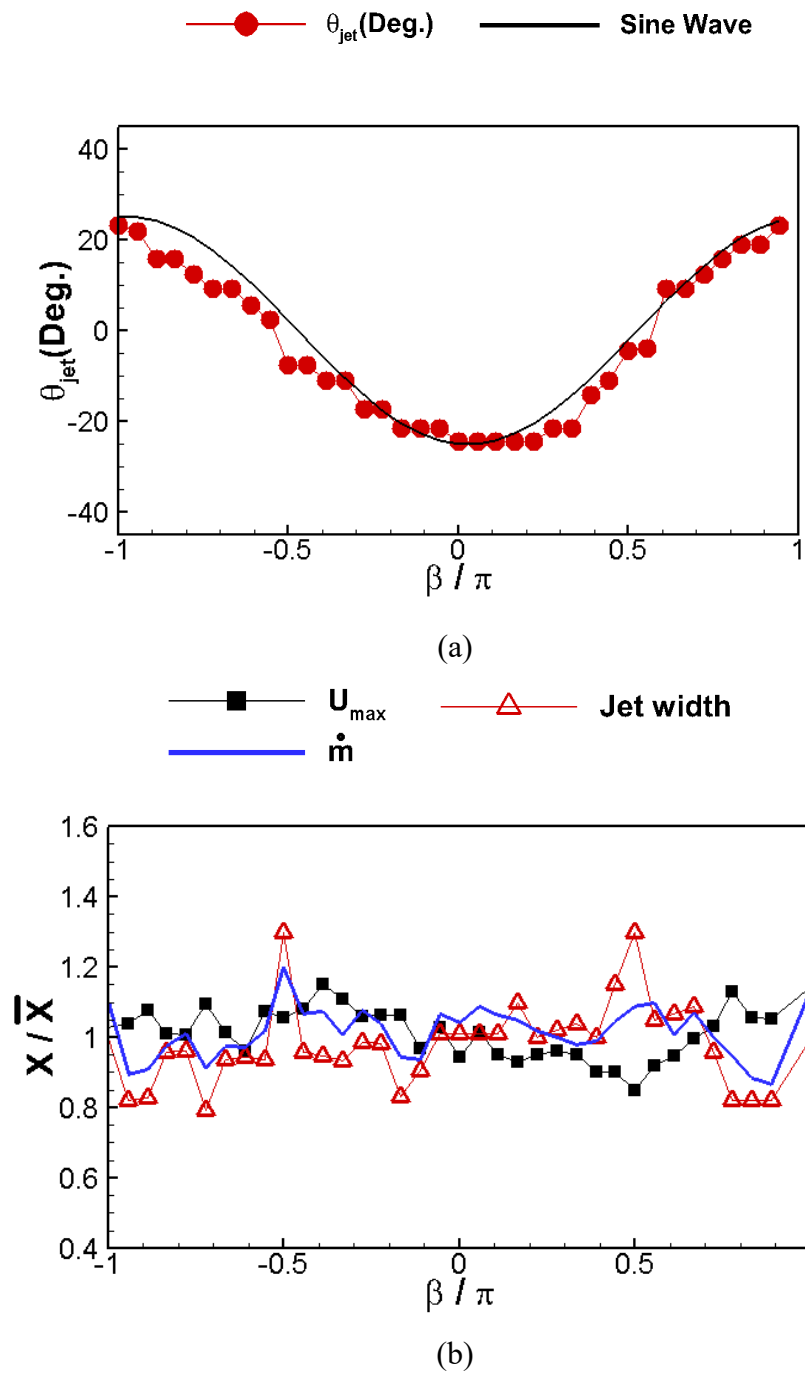 θjet(Deg.) Sine Wave
40
20
0
-20
-40
θjet(Deg.)
-1 -0.5 0 0.5 1
β / π
(a)
Umax Jet width
ṁ
1.6
1.4
1.2
1
0.8
0.6
0.4
X / X̅
-1 -0.5 0 0.5
β / π
(b)